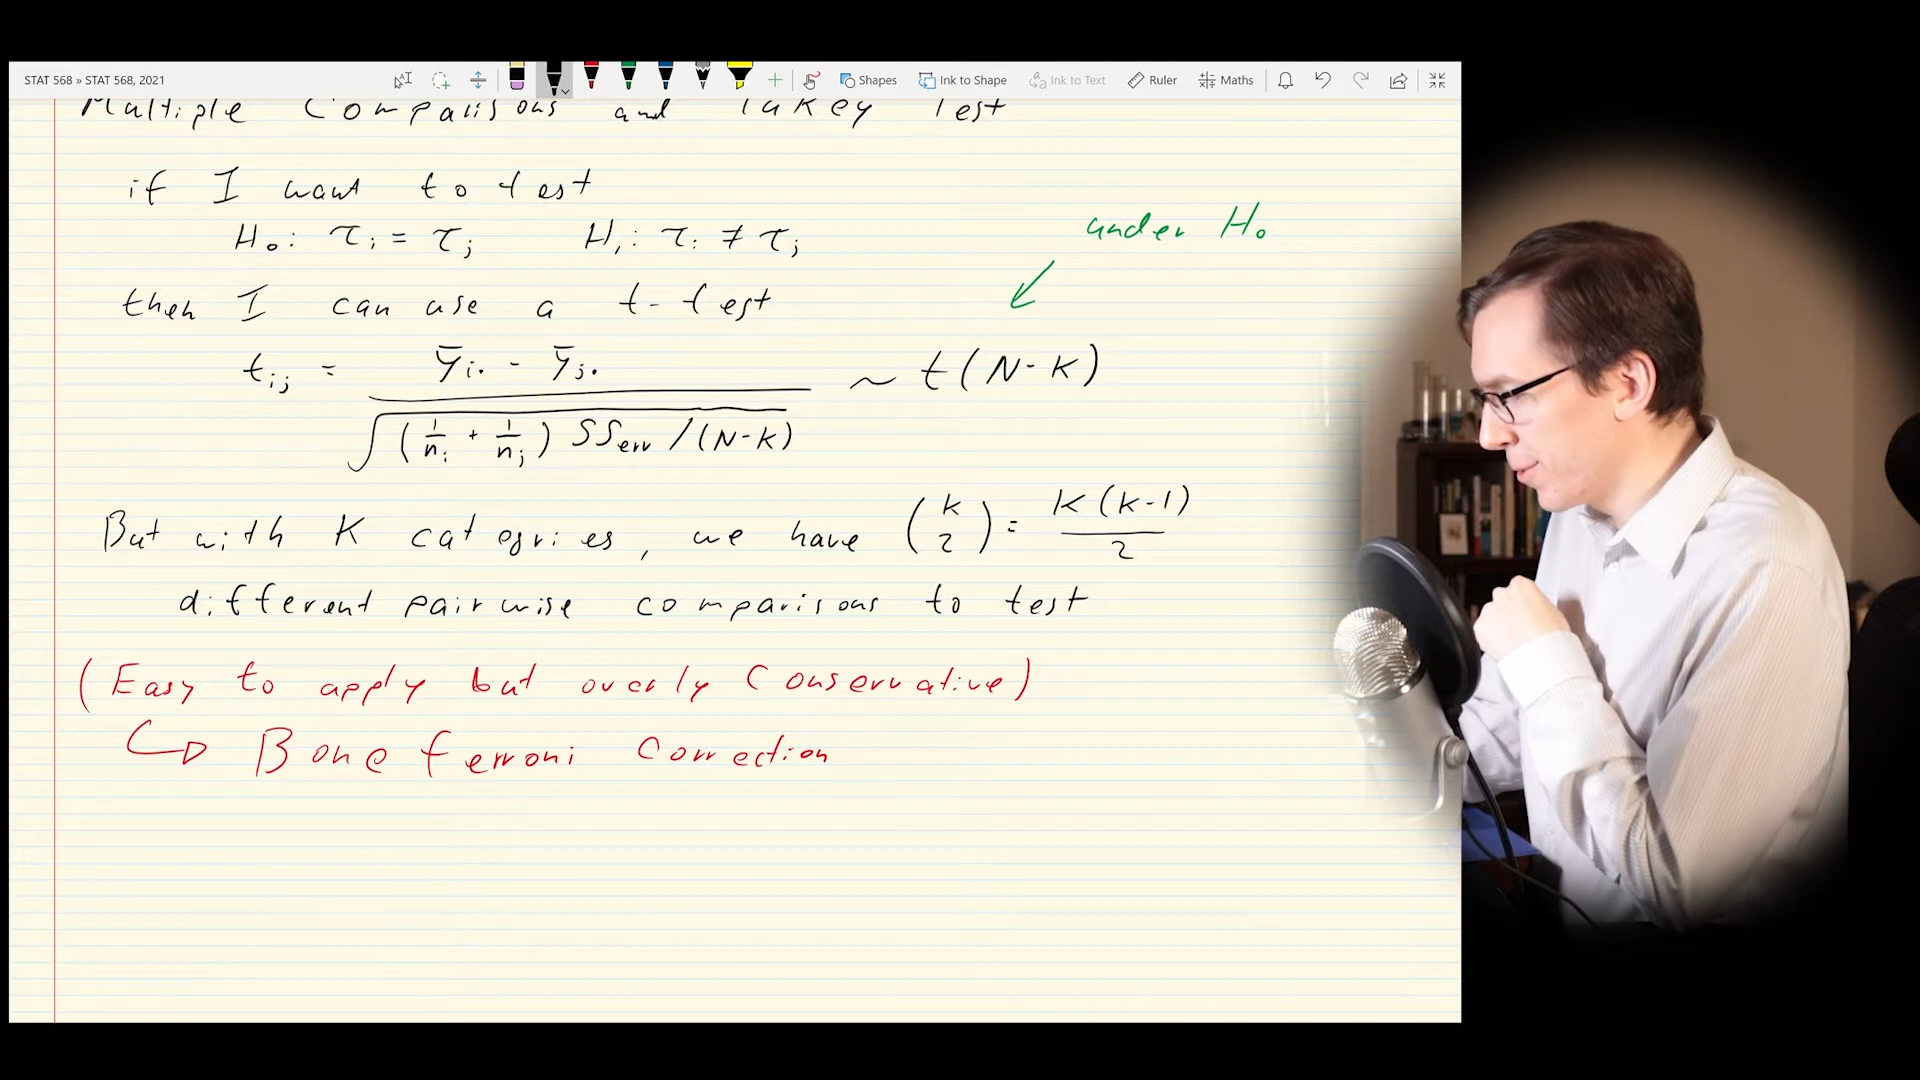 STAT 568 » STAT 568, 2021 Shapes Ink to Shape Ink to Text Ruler Maths
Multiple Comparisons and Tukey Test
if I want to test
H₀: τᵢ = τⱼ H₁: τᵢ ≠ τⱼ
under H₀
then I can use a t-test
tᵢⱼ = (ȳᵢ. - ȳⱼ.) / √((1/nᵢ + 1/nⱼ) SSerr / (N-k)) ~ t(N-k)
But with K categories, we have (k 2) = K(k-1)/2
different pairwise comparisons to test
(Easy to apply but overly conservative)
↳ Bone ferroni Correction